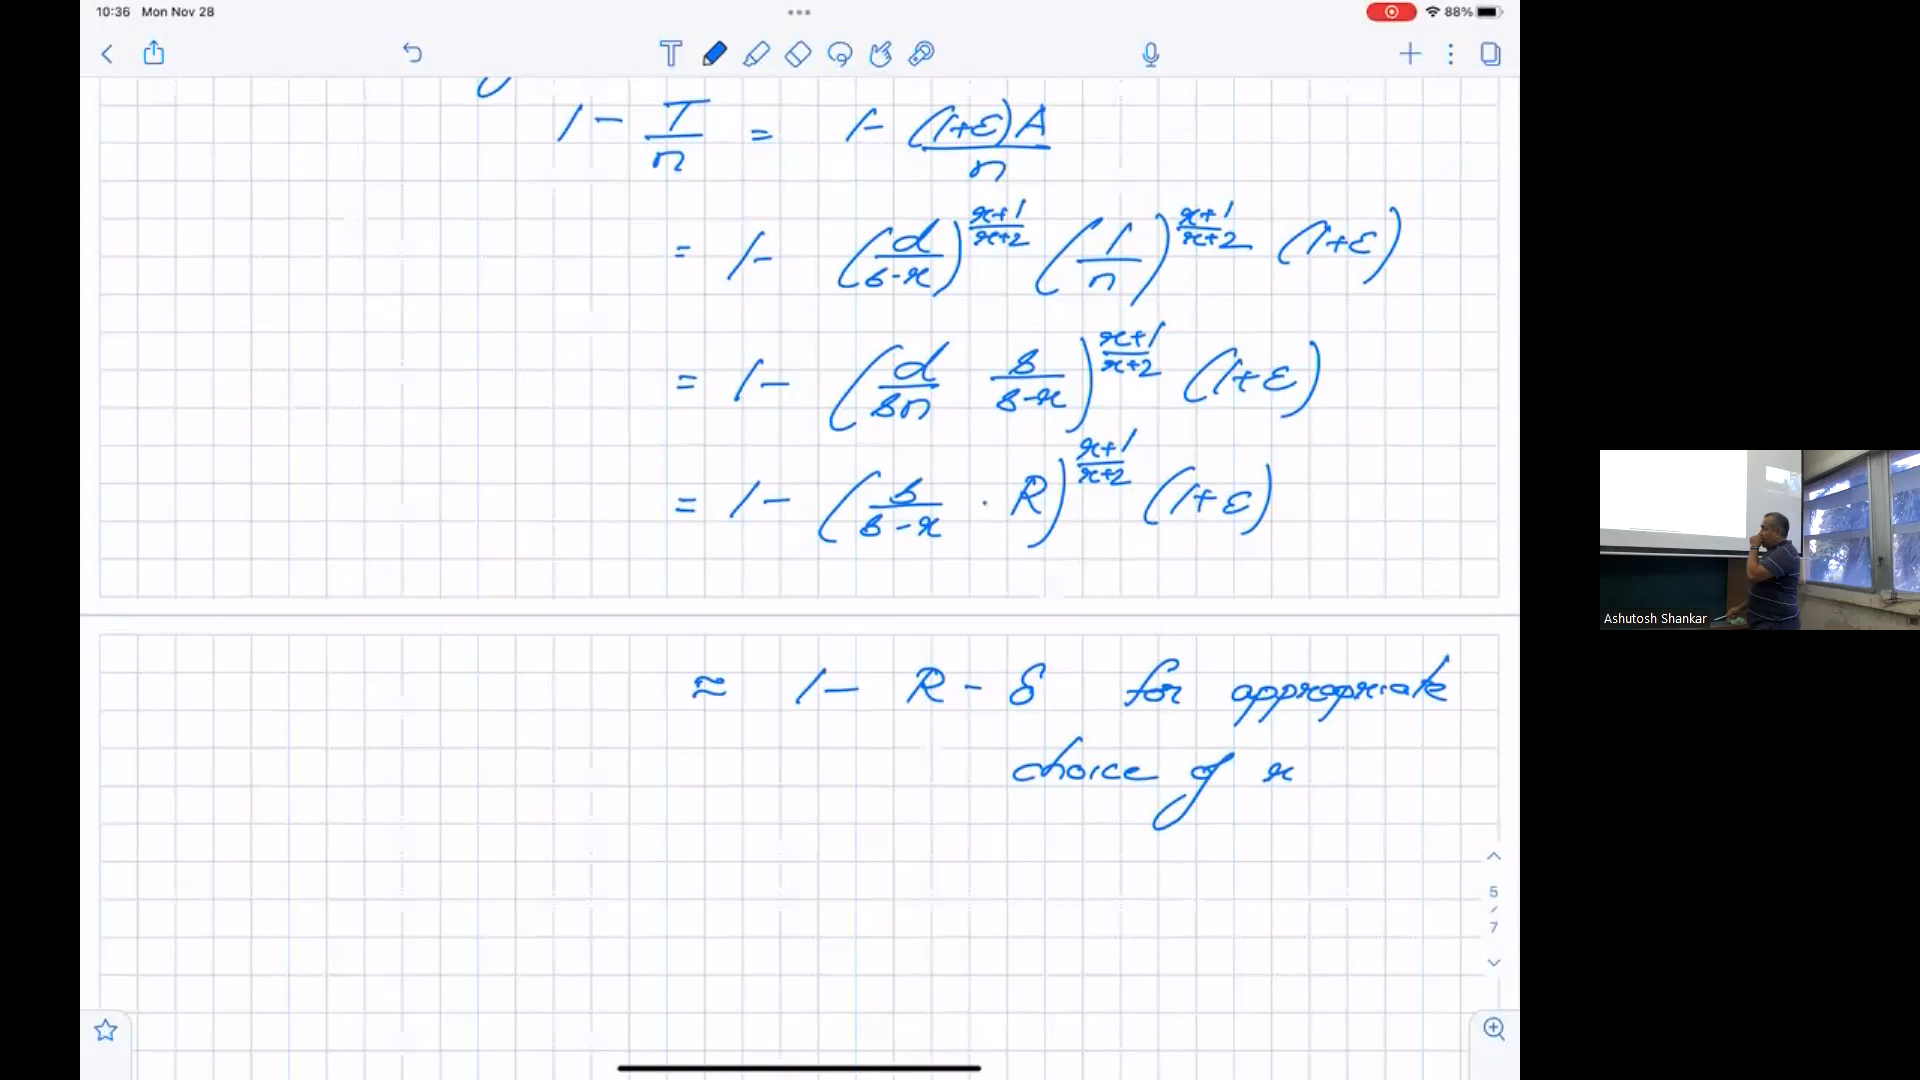 10:36 Mon Nov 28
88%
T
1 - T/n = 1 - (1+ε)A/n
= 1 - (d/(s-r))^((r+1)/(r+2)) (1/n)^((r+1)/(r+2)) (1+ε)
= 1 - (d/(sn) s/(s-r))^((r+1)/(r+2)) (1+ε)
= 1 - (s/(s-r) · R)^((r+1)/(r+2)) (1+ε)
≈ 1 - R - δ for appropriate
choice of r
5
7
Ashutosh Shankar